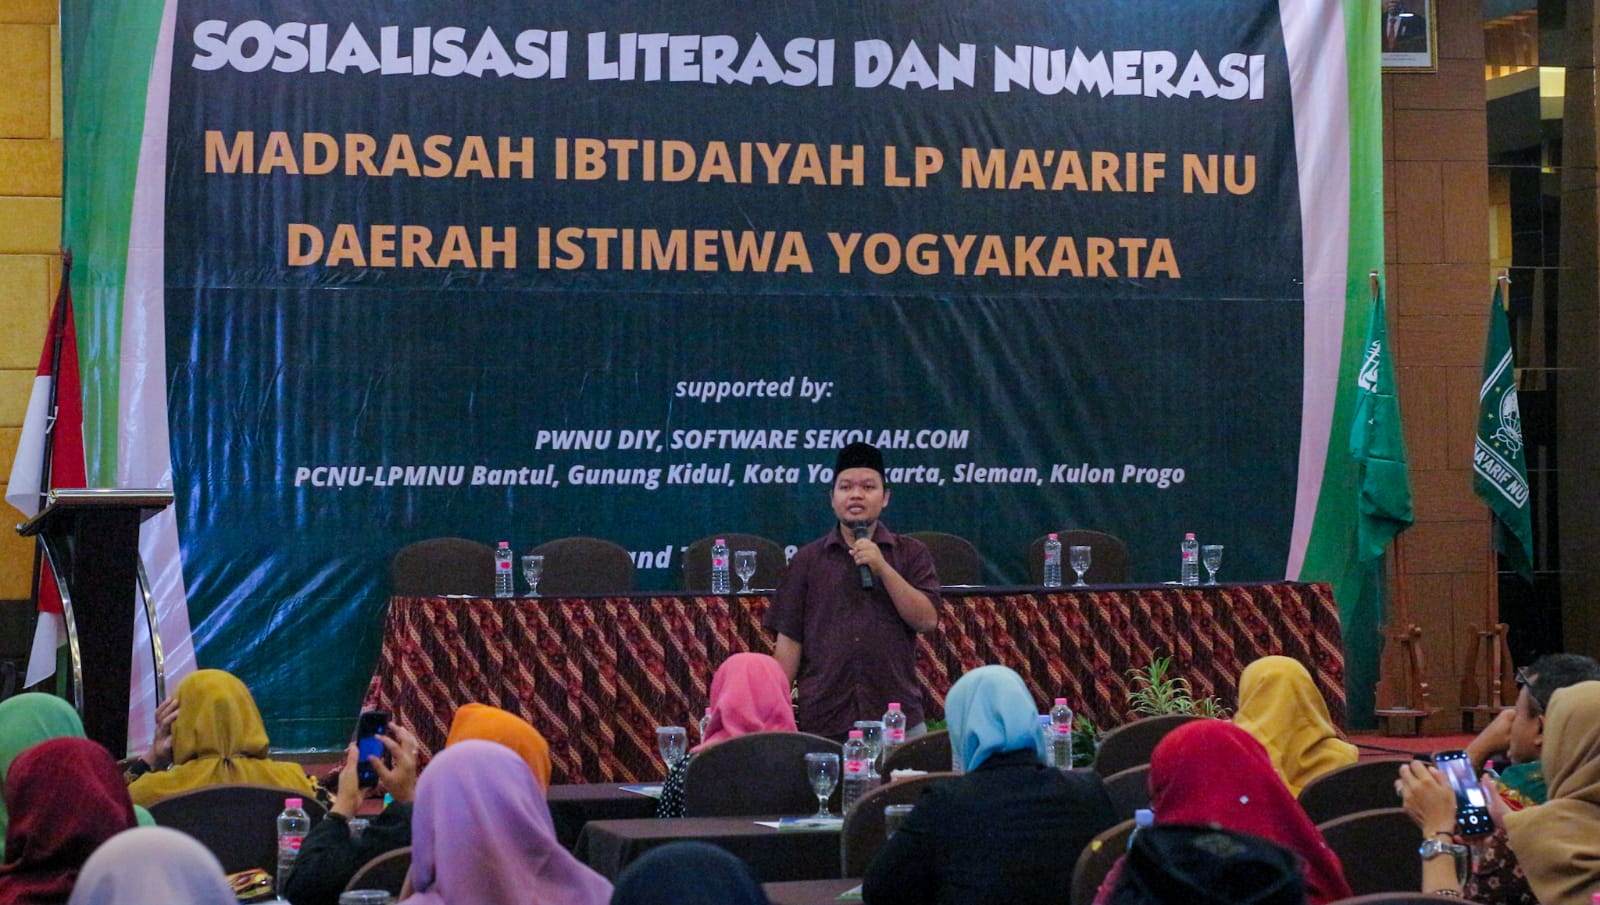 SOSIALISASI LITERASI DAN NUMERASI
MADRASAH IBTIDAIYAH LP MA'ARIF NU
DAERAH ISTIMEWA YOGYAKARTA
supported by:
PWNU DIY, SOFTWARE SEKOLAH.COM
PCNU-LPMNU Bantul, Gunung Kidul, Kota Yo karta, Sleman, Kulon Progo
and
MA'ARIF NU